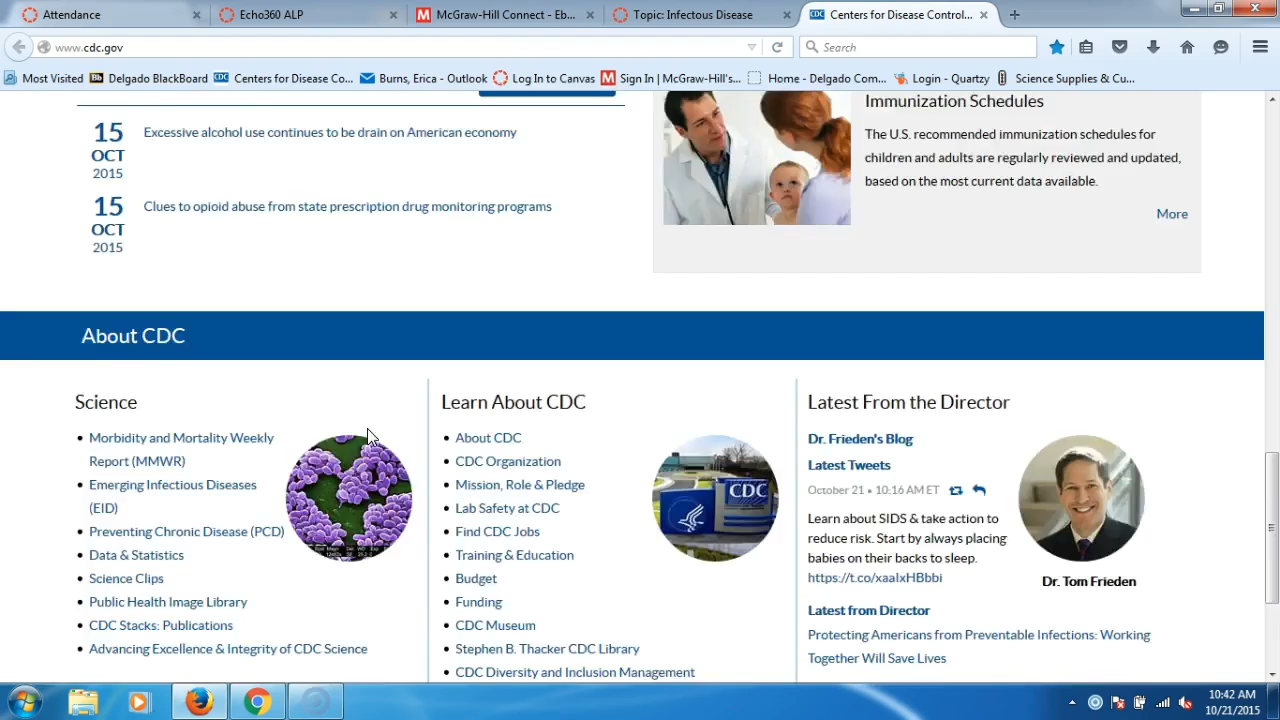 Attendance
Echo360 ALP
McGraw-Hill Connect - Eb...
Topic: Infectous Disease
CDC Centers for Disease Control...
www.cdc.gov
Search
Most Visited
Bb Delgado BlackBoard
CDC Centers for Disease Co...
Burns, Erica - Outlook
Log In to Canvas
M Sign In | McGraw-Hill's...
Home - Delgado Com...
Login - Quartzy
Science Supplies & Cu...
15
OCT
2015
Excessive alcohol use continues to be drain on American economy
15
OCT
2015
Clues to opioid abuse from state prescription drug monitoring programs
Immunization Schedules
The U.S. recommended immunization schedules for
children and adults are regularly reviewed and updated,
based on the most current data available.
More
About CDC
Science
• Morbidity and Mortality Weekly
Report (MMWR)
• Emerging Infectious Diseases
(EID)
• Preventing Chronic Disease (PCD)
• Data & Statistics
• Science Clips
• Public Health Image Library
• CDC Stacks: Publications
• Advancing Excellence & Integrity of CDC Science
Learn About CDC
• About CDC
• CDC Organization
• Mission, Role & Pledge
• Lab Safety at CDC
• Find CDC Jobs
• Training & Education
• Budget
• Funding
• CDC Museum
• Stephen B. Thacker CDC Library
• CDC Diversity and Inclusion Management
CDC
Latest From the Director
Dr. Frieden's Blog
Latest Tweets
October 21 • 10:16 AM ET
Learn about SIDS & take action to
reduce risk. Start by always placing
babies on their backs to sleep.
https://t.co/xaaIxHBbbi
Dr. Tom Frieden
Latest from Director
Protecting Americans from Preventable Infections: Working
Together Will Save Lives
10:42 AM
10/21/2015